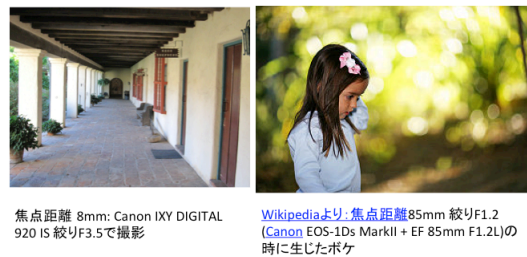 焦点距離 8mm: Canon IXY DIGITAL
920 IS 絞りF3.5で撮影
Wikipediaより：焦点距離85mm 絞りF1.2
(Canon EOS-1Ds MarkII + EF 85mm F1.2L)の
時に生じたボケ